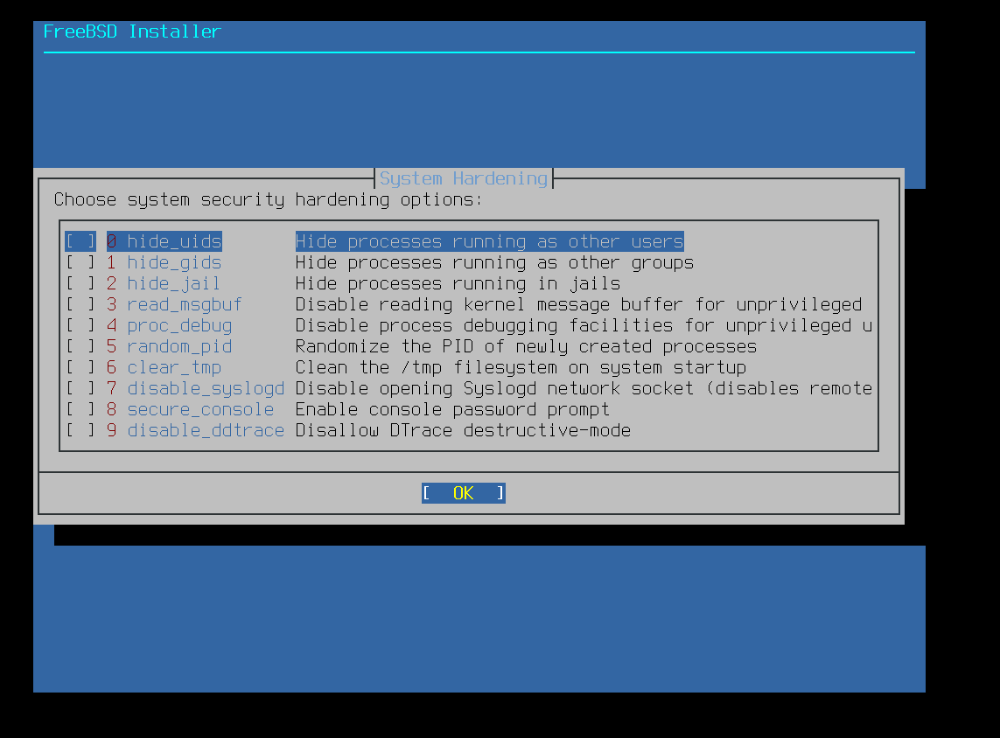 FreeBSD Installer
System Hardening
Choose system security hardening options:
[ ] 0 hide_uids Hide processes running as other users
[ ] 1 hide_gids Hide processes running as other groups
[ ] 2 hide_jail Hide processes running in jails
[ ] 3 read_msgbuf Disable reading kernel message buffer for unprivileged
[ ] 4 proc_debug Disable process debugging facilities for unprivileged u
[ ] 5 random_pid Randomize the PID of newly created processes
[ ] 6 clear_tmp Clean the /tmp filesystem on system startup
[ ] 7 disable_syslogd Disable opening Syslogd network socket (disables remote
[ ] 8 secure_console Enable console password prompt
[ ] 9 disable_ddtrace Disallow DTrace destructive-mode
[ OK ]